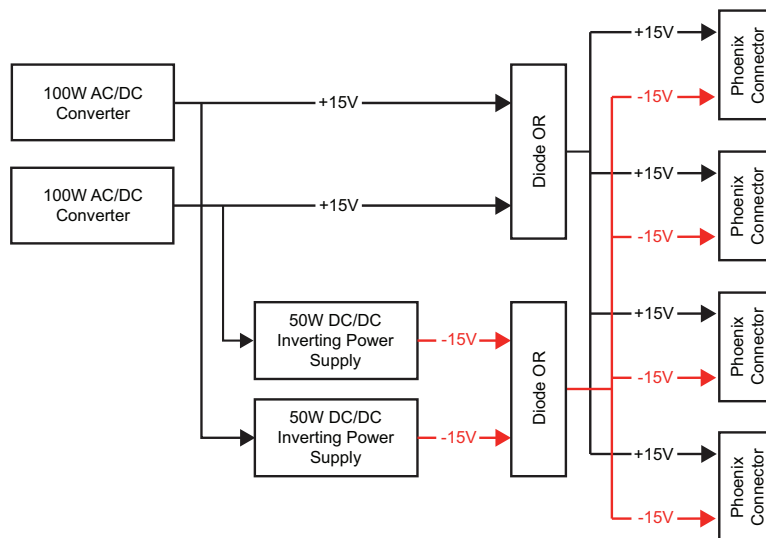 100W AC/DC
Converter
+15V
100W AC/DC
Converter
+15V
Diode OR
50W DC/DC
Inverting Power
Supply
-15V
50W DC/DC
Inverting Power
Supply
-15V
Diode OR
+15V
-15V
Phoenix
Connector
+15V
-15V
Phoenix
Connector
+15V
-15V
Phoenix
Connector
+15V
-15V
Phoenix
Connector